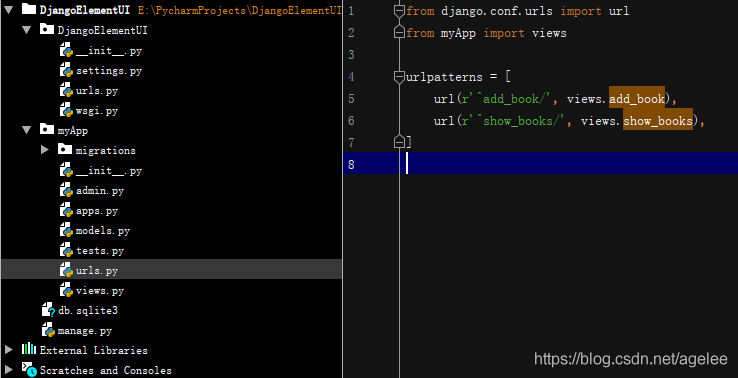 DjangoElementUI E:\PycharmProjects\DjangoElementUI
DjangoElementUI
__init__.py
settings.py
urls.py
wsgi.py
myApp
migrations
__init__.py
admin.py
apps.py
models.py
tests.py
urls.py
views.py
db.sqlite3
manage.py
External Libraries
Scratches and Consoles
1 from django.conf.urls import url
2 from myApp import views
3
4 urlpatterns = [
5 url(r'^add_book/', views.add_book),
6 url(r'^show_books/', views.show_books),
7 ]
8
https://blog.csdn.net/agelee